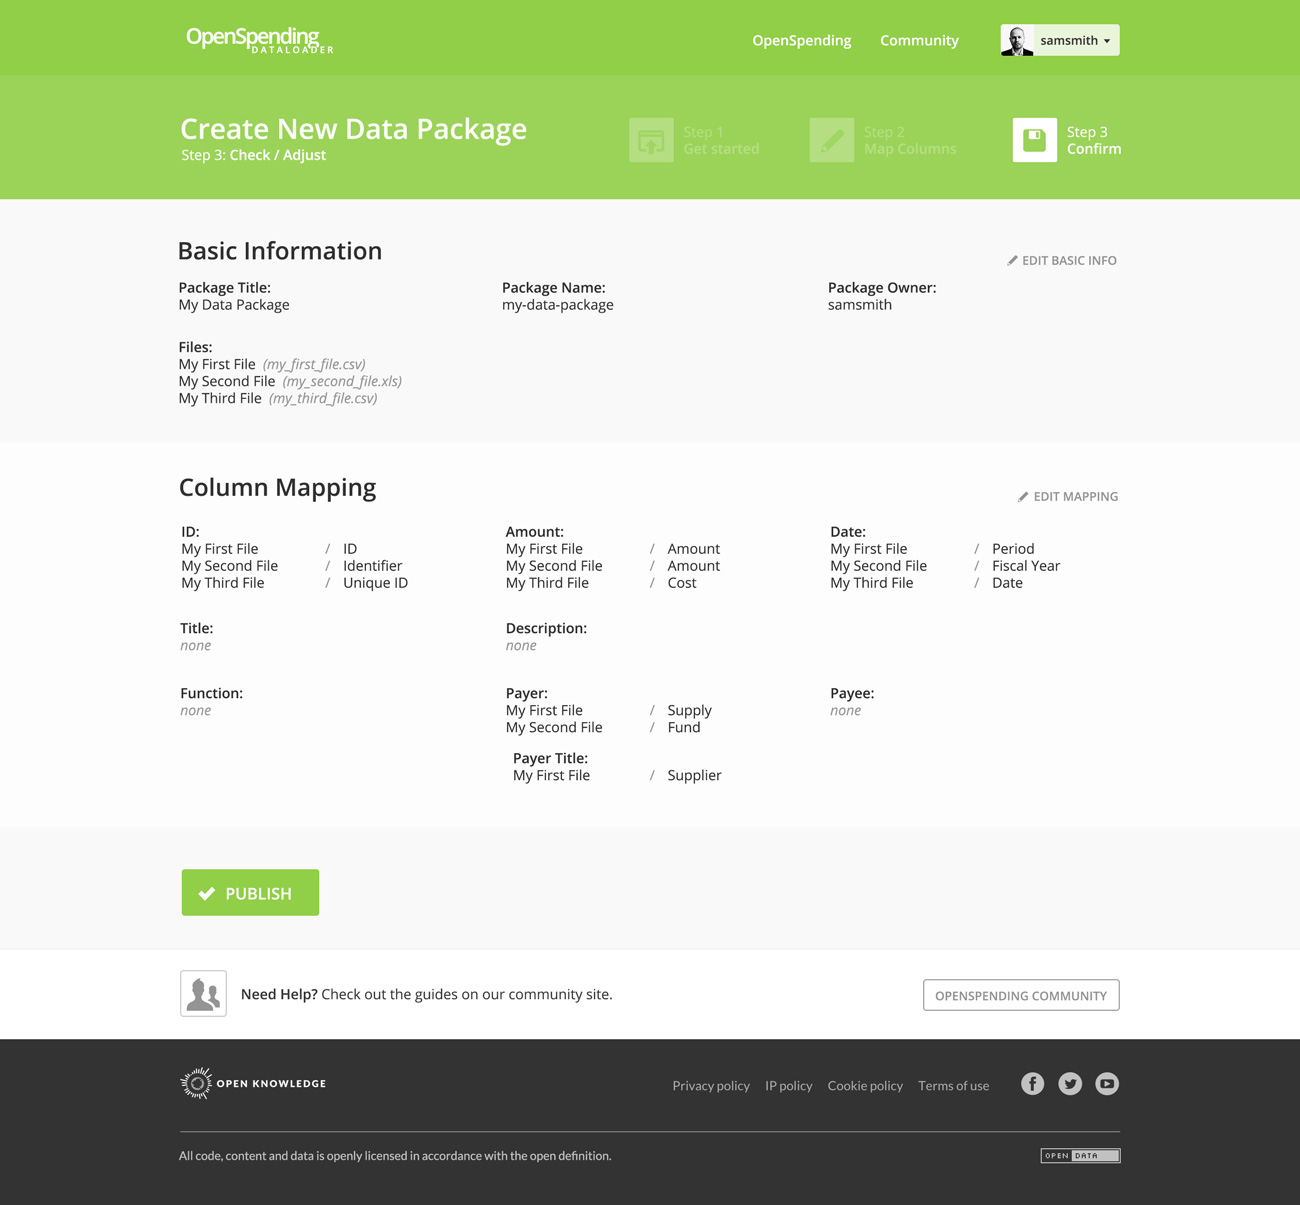 OpenSpending
DATALOADER
OpenSpending Community samsmith
Create New Data Package
Step 3: Check / Adjust
Step 1
Get started
Step 2
Map Columns
Step 3
Confirm
Basic Information
EDIT BASIC INFO
Package Title:
My Data Package
Package Name:
my-data-package
Package Owner:
samsmith
Files:
My First File (my_first_file.csv)
My Second File (my_second_file.xls)
My Third File (my_third_file.csv)
Column Mapping
EDIT MAPPING
ID:
My First File / ID
My Second File / Identifier
My Third File / Unique ID
Amount:
My First File / Amount
My Second File / Amount
My Third File / Cost
Date:
My First File / Period
My Second File / Fiscal Year
My Third File / Date
Title:
none
Description:
none
Function:
none
Payer:
My First File / Supply
My Second File / Fund
Payer Title:
My First File / Supplier
Payee:
none
PUBLISH
Need Help? Check out the guides on our community site.
OPENSPENDING COMMUNITY
OPEN KNOWLEDGE
Privacy policy IP policy Cookie policy Terms of use
All code, content and data is openly licensed in accordance with the open definition.
OPEN DATA